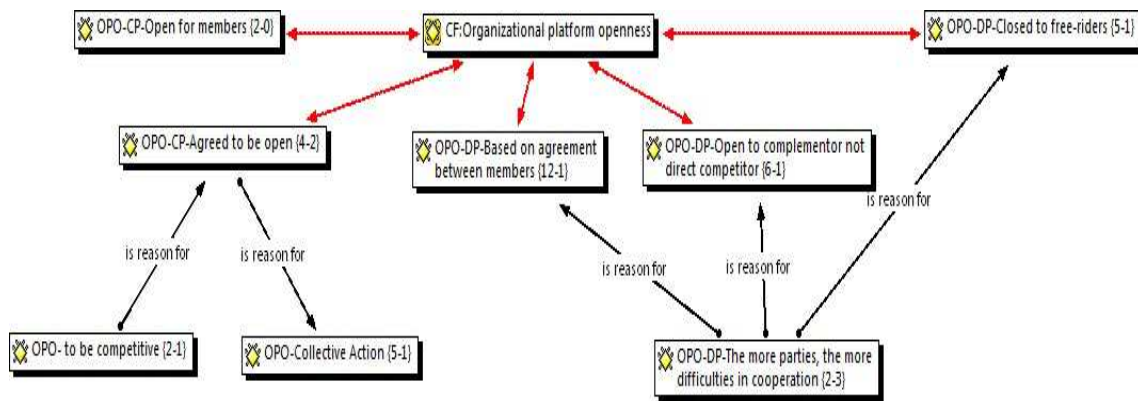 OPO-CP-Open for members {2-0}
CF:Organizational platform openness
OPO-DP-Closed to free-riders {5-1}
OPO-CP-Agreed to be open {4-2}
OPO-DP-Based on agreement
between members {12-1}
OPO-DP-Open to complementor not
direct competitor {6-1}
is reason for
is reason for
is reason for
is reason for
is reason for
OPO- to be competitive {2-1}
OPO-Collective Action {5-1}
OPO-DP-The more parties, the more
difficulties in cooperation {2-3}